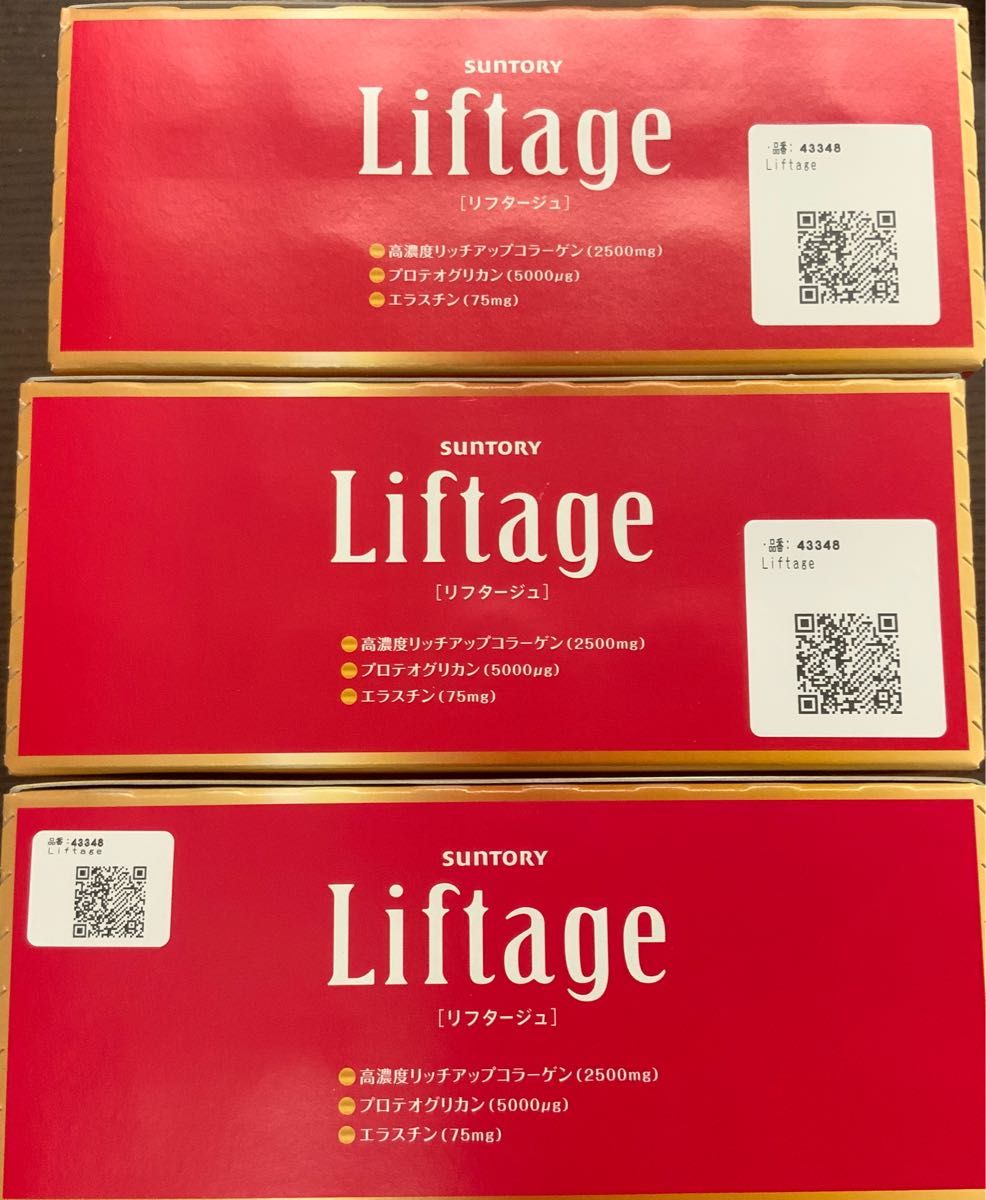 SUNTORY
Liftage
[リフタージュ]
高濃度リッチアップコラーゲン(2500mg)
プロテオグリカン(5000μg)
エラスチン(75mg)
・品番: 43348
Liftage
SUNTORY
Liftage
[リフタージュ]
高濃度リッチアップコラーゲン(2500mg)
プロテオグリカン(5000μg)
エラスチン(75mg)
・品番: 43348
Liftage
品番:43348
Liftage
SUNTORY
Liftage
[リフタージュ]
高濃度リッチアップコラーゲン(2500mg)
プロテオグリカン(5000μg)
エラスチン(75mg)